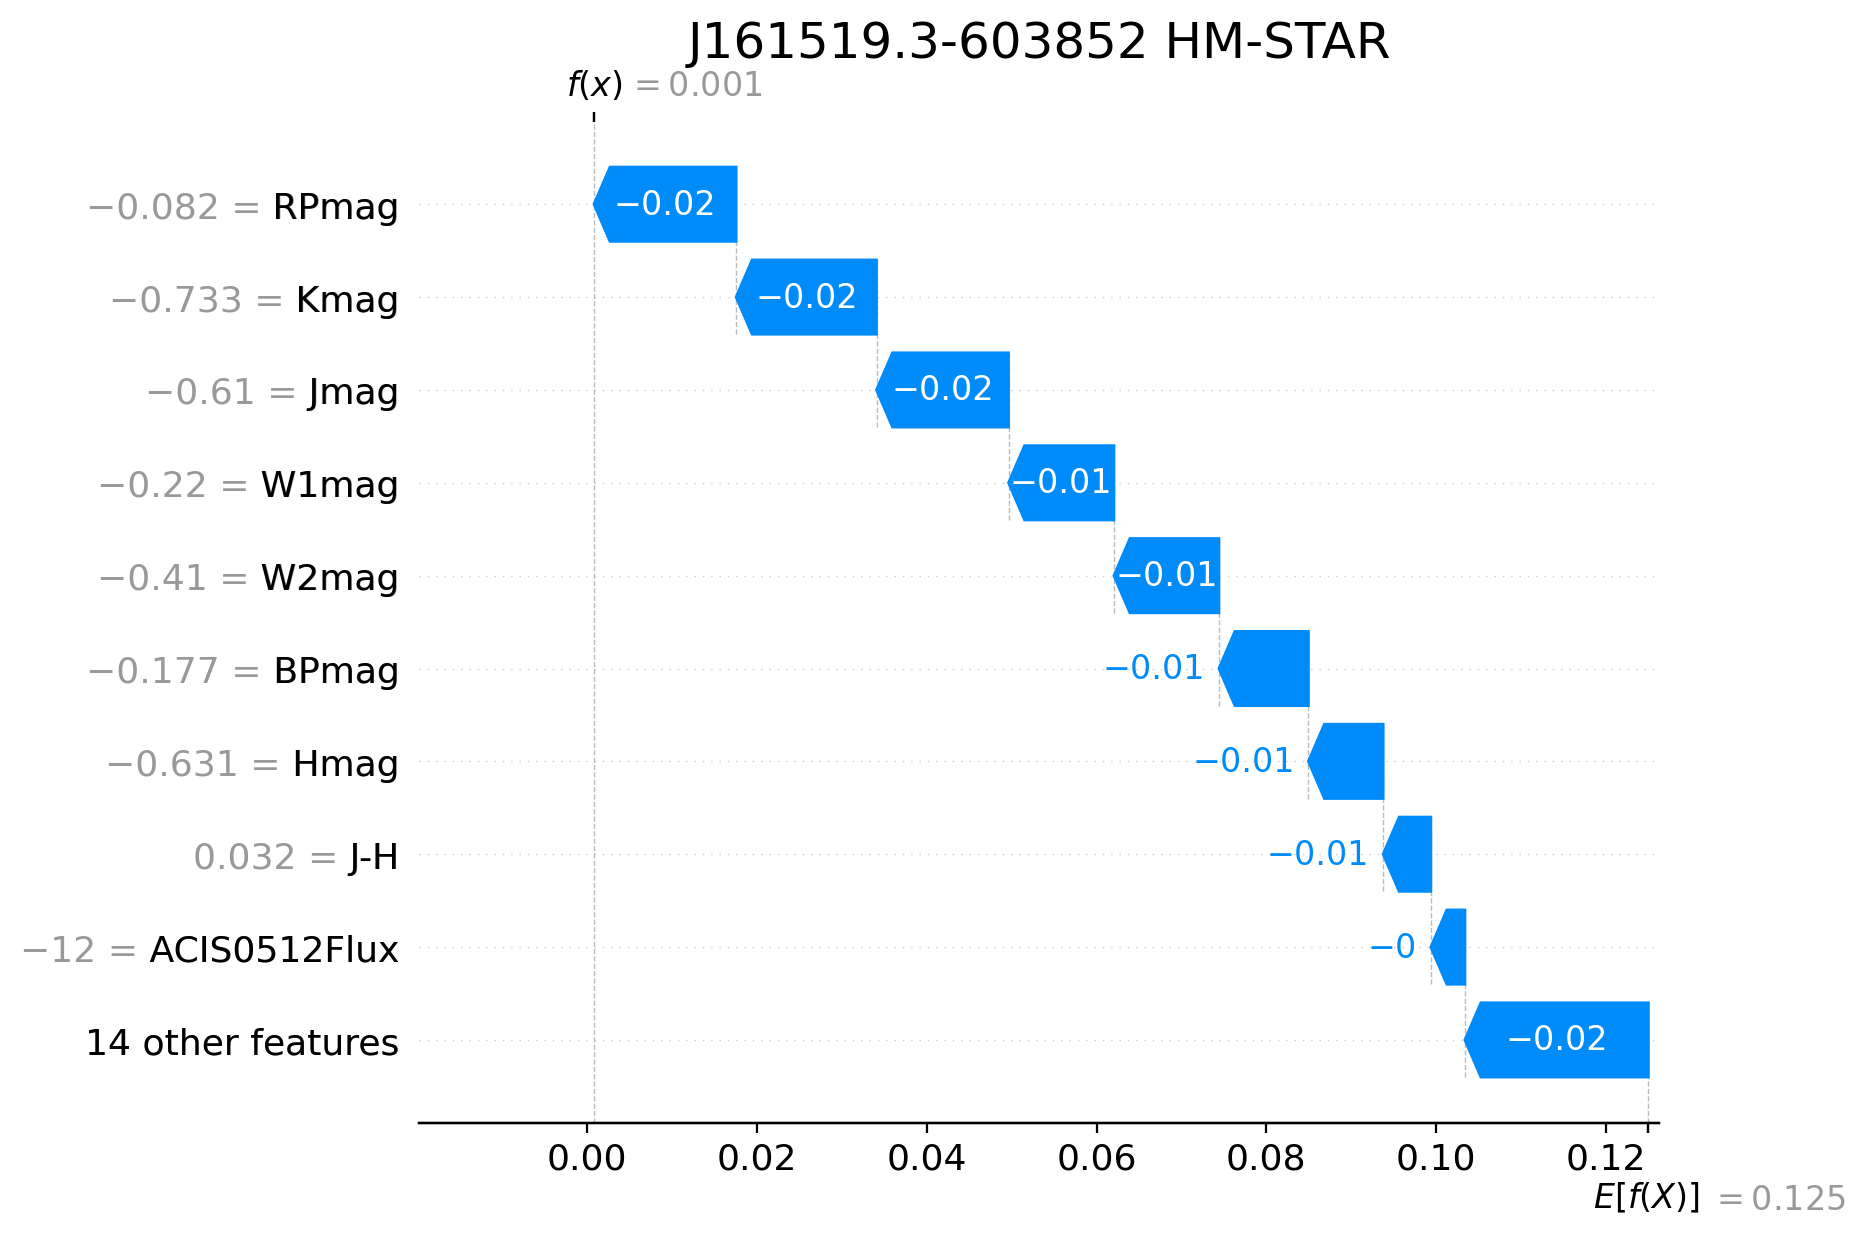 J161519.3-603852 HM-STAR
f(x) = 0.001
−0.082 = RPmag −0.02
−0.733 = Kmag −0.02
−0.61 = Jmag −0.02
−0.22 = W1mag −0.01
−0.41 = W2mag −0.01
−0.177 = BPmag −0.01
−0.631 = Hmag −0.01
0.032 = J-H −0.01
−12 = ACIS0512Flux −0
14 other features −0.02
0.00 0.02 0.04 0.06 0.08 0.10 0.12
E[f(X)] = 0.125